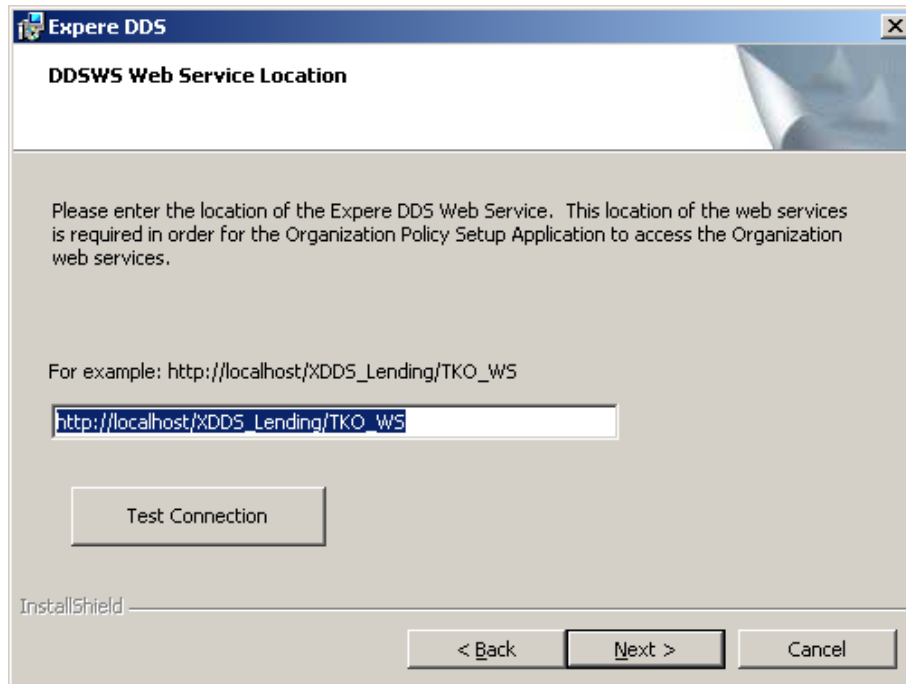 Expere DDS
DDSWS Web Service Location
Please enter the location of the Expere DDS Web Service.  This location of the web services
is required in order for the Organization Policy Setup Application to access the Organization
web services.
For example: http://localhost/XDDS_Lending/TKO_WS
http://localhost/XDDS_Lending/TKO_WS
Test Connection
InstallShield
< Back
Next >
Cancel